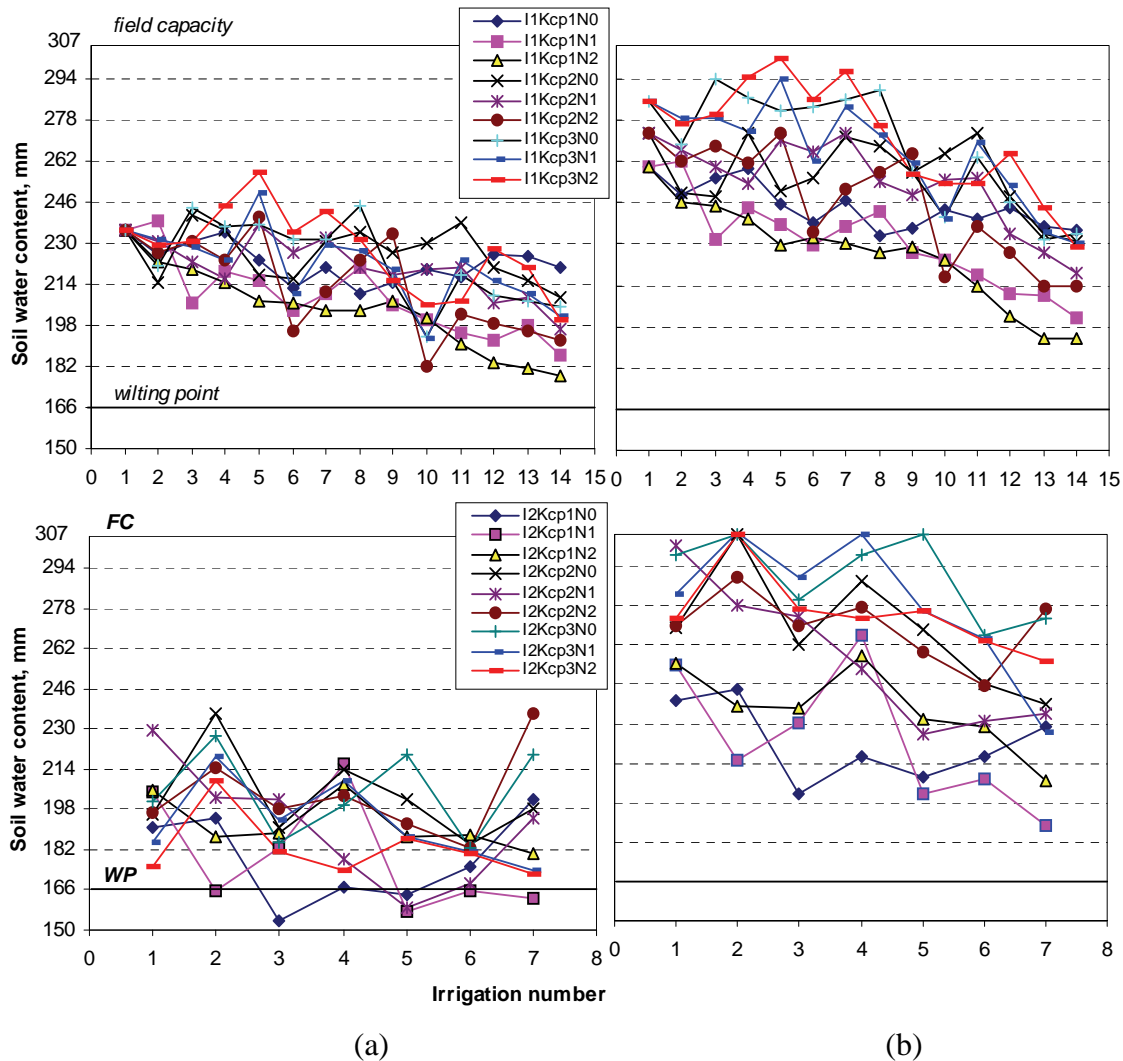 field capacity
I1Kcp1N0
I1Kcp1N1
I1Kcp1N2
I1Kcp2N0
I1Kcp2N1
I1Kcp2N2
I1Kcp3N0
I1Kcp3N1
I1Kcp3N2
Soil water content, mm
307
294
278
262
246
230
214
198
182
166
150
wilting point
0 1 2 3 4 5 6 7 8 9 10 11 12 13 14 15
0 1 2 3 4 5 6 7 8 9 10 11 12 13 14 15
FC
I2Kcp1N0
I2Kcp1N1
I2Kcp1N2
I2Kcp2N0
I2Kcp2N1
I2Kcp2N2
I2Kcp3N0
I2Kcp3N1
I2Kcp3N2
Soil water content, mm
307
294
278
262
246
230
214
198
182
166
150
WP
0 1 2 3 4 5 6 7 8
0 1 2 3 4 5 6 7 8
Irrigation number
(a) (b)